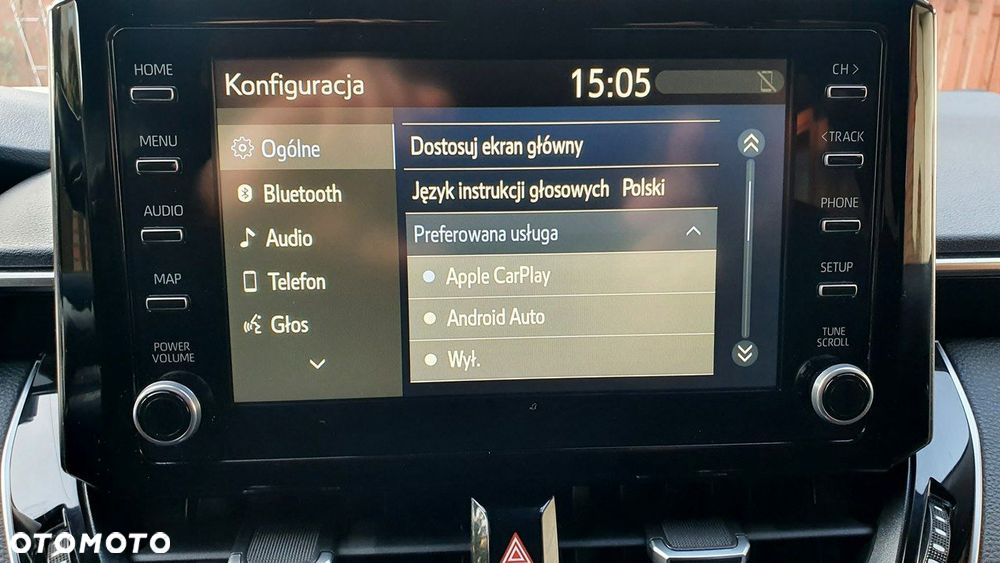 HOME
MENU
AUDIO
MAP
POWER
VOLUME
Konfiguracja
15:05
Ogólne
Bluetooth
Audio
Telefon
Głos
Dostosuj ekran główny
Język instrukcji głosowych Polski
Preferowana usługa
Apple CarPlay
Android Auto
Wył.
CH >
< TRACK
PHONE
SETUP
TUNE
SCROLL
OTOMOTO